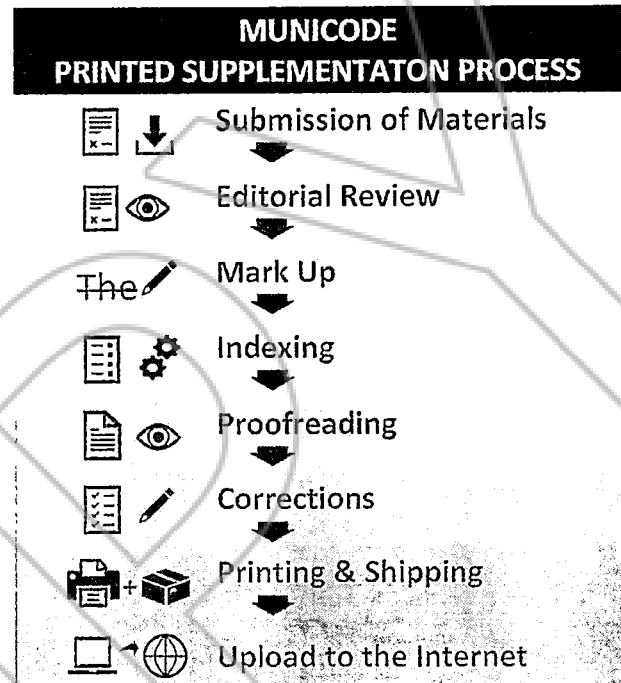 MUNICODE
PRINTED SUPPLEMENTATON PROCESS
Submission of Materials
Editorial Review
The Mark Up
Indexing
Proofreading
Corrections
+ Printing & Shipping
Upload to the Internet